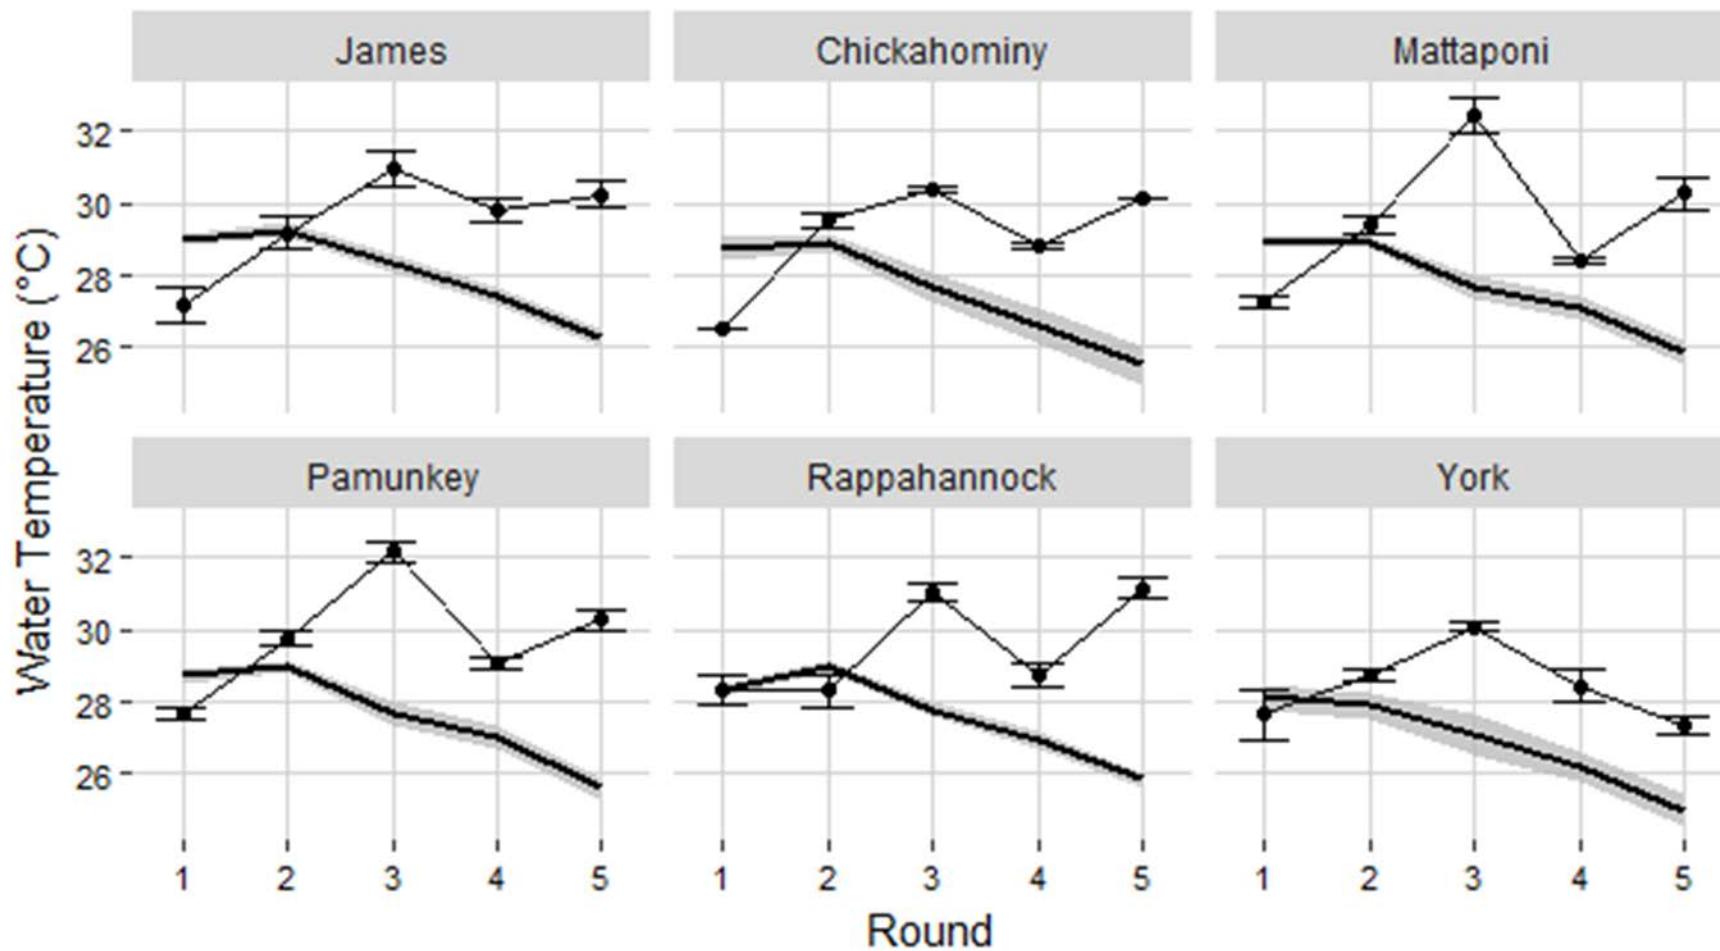 James
Chickahominy
Mattaponi
32
30
28
26
Pamunkey
Rappahannock
York
32
30
28
26
1 2 3 4 5
1 2 3 4 5
1 2 3 4 5
Water Temperature (°C)
Round